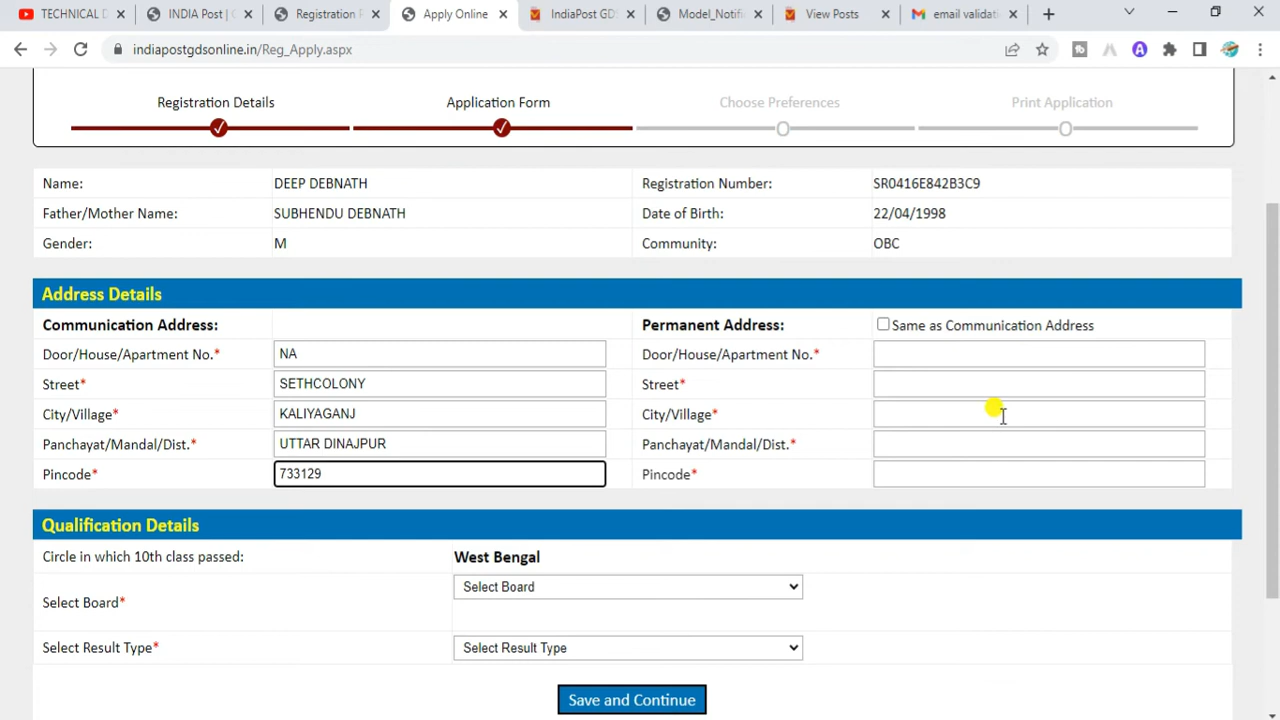 TECHNICAL D
INDIA Post | G
Registration F
Apply Online
IndiaPost GDS
Model_Notifi
View Posts
email validati
indiapostgdsonline.in/Reg_Apply.aspx
Registration Details
Application Form
Choose Preferences
Print Application
Name: DEEP DEBNATH Registration Number: SR0416E842B3C9
Father/Mother Name: SUBHENDU DEBNATH Date of Birth: 22/04/1998
Gender: M Community: OBC
Address Details
Communication Address: Permanent Address: Same as Communication Address
Door/House/Apartment No.* NA Door/House/Apartment No.*
Street* SETHCOLONY Street*
City/Village* KALIYAGANJ City/Village*
Panchayat/Mandal/Dist.* UTTAR DINAJPUR Panchayat/Mandal/Dist.*
Pincode* 733129 Pincode*
Qualification Details
Circle in which 10th class passed: West Bengal
Select Board* Select Board
Select Result Type* Select Result Type
Save and Continue